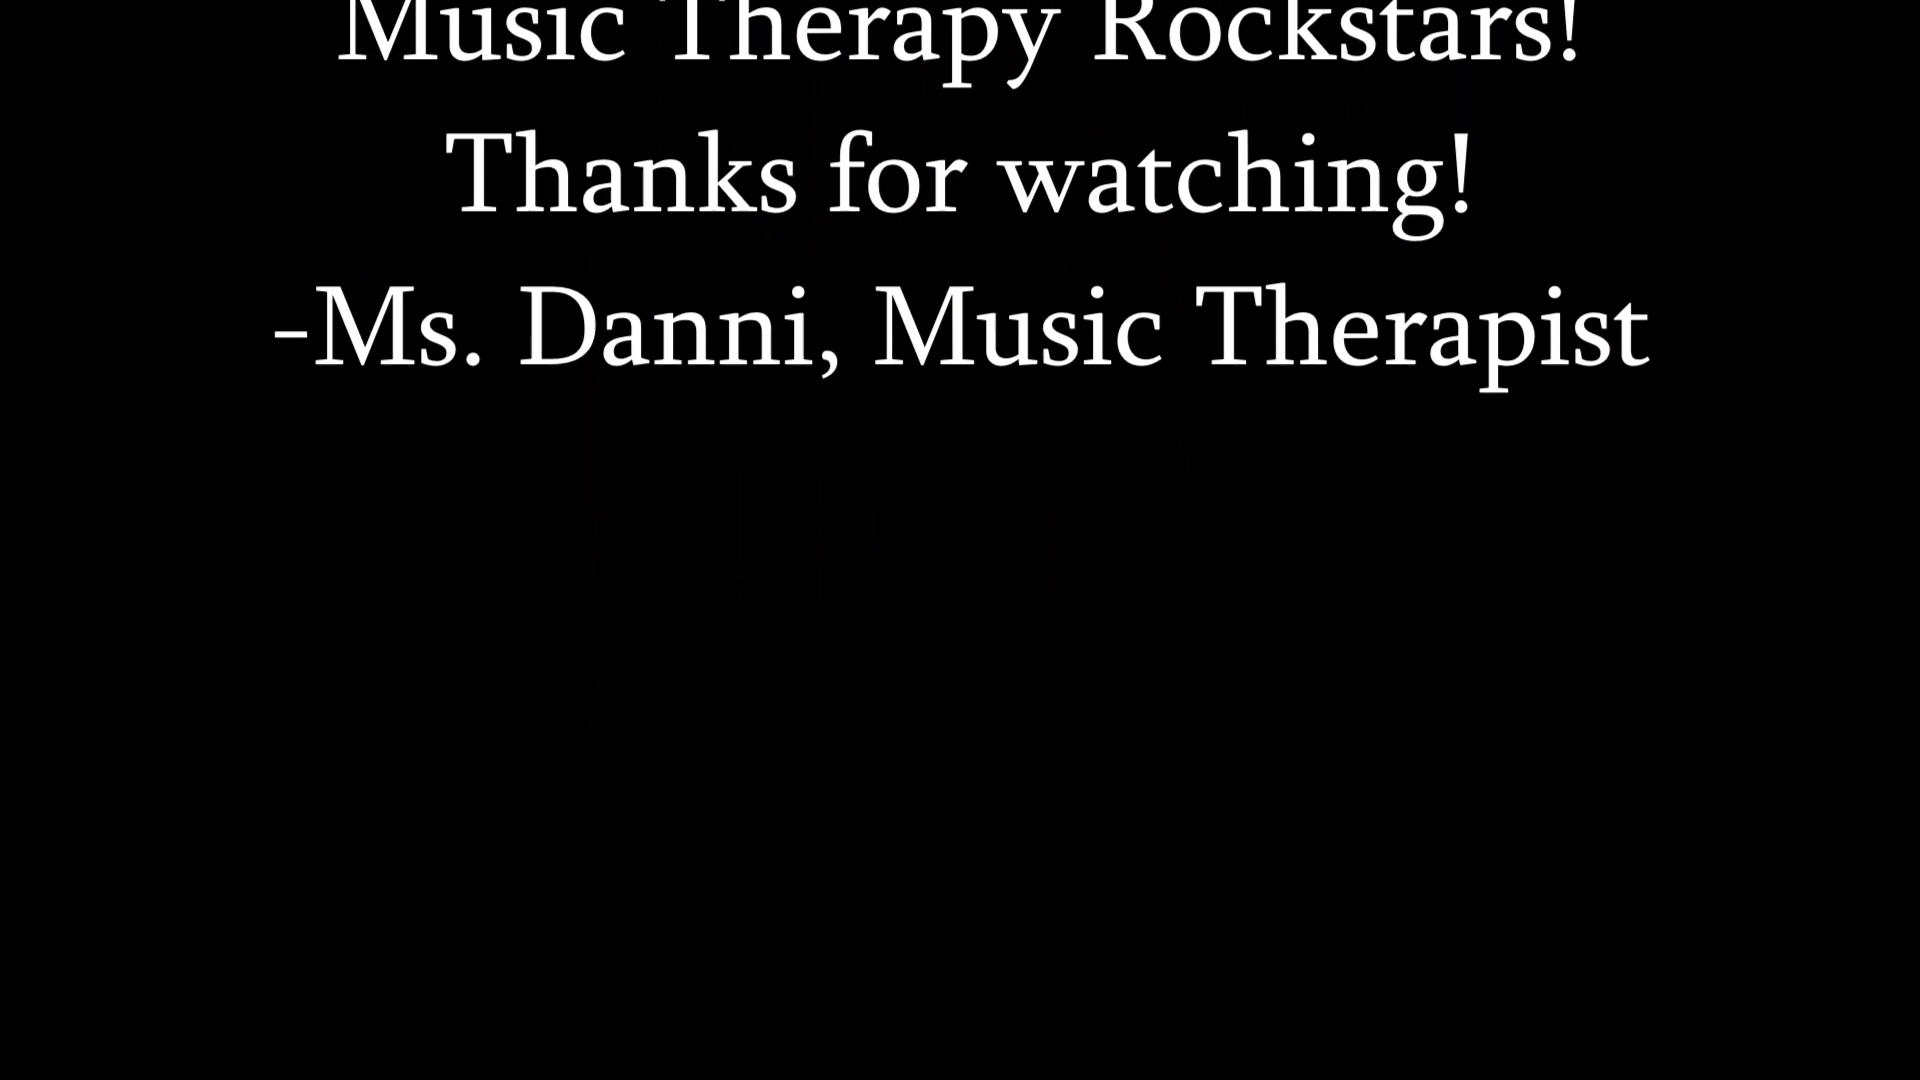 Music Therapy Rockstars!
Thanks for watching!
-Ms. Danni, Music Therapist